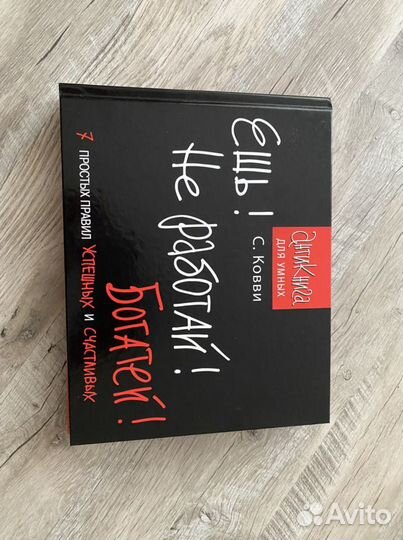 АНТИКНИГА
ДЛЯ УМНЫХ
С. КОВВИ
ЕШЬ!
НЕ РАБОТАЙ!
БОГАТЕЙ!
7 ПРОСТЫХ ПРАВИЛ УСПЕШНЫХ И СЧАСТЛИВЫХ
Avito